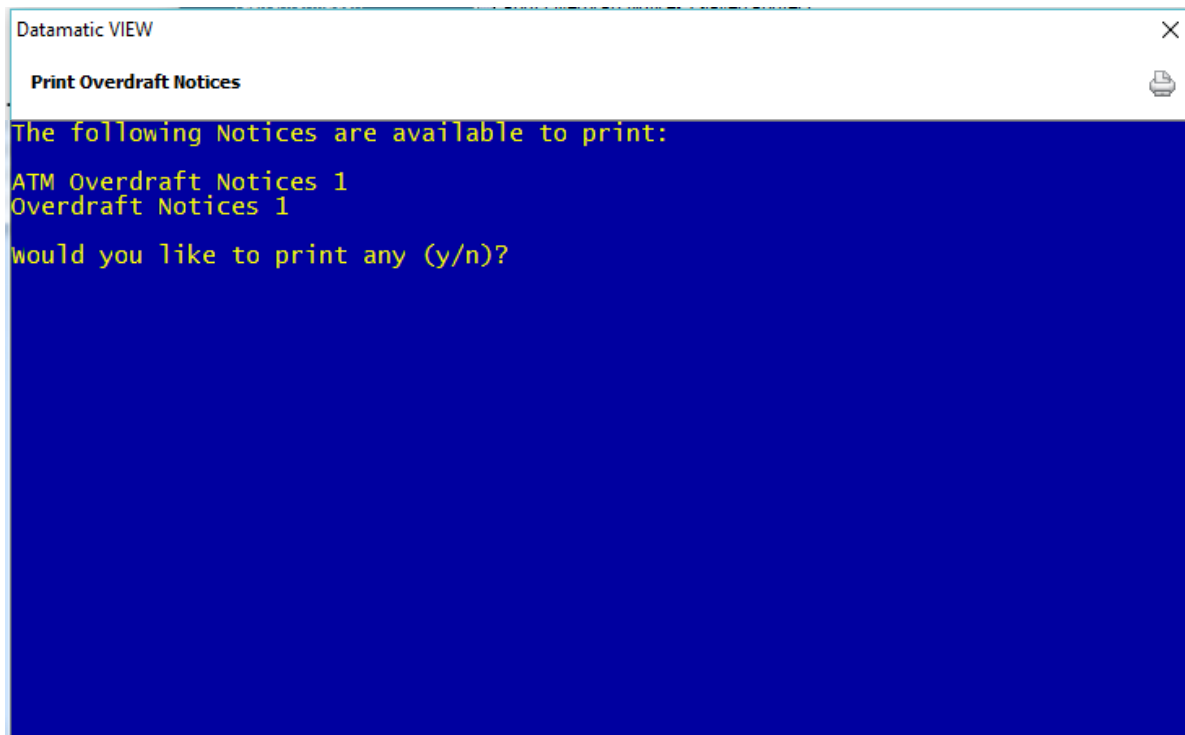 Datamatic VIEW
Print Overdraft Notices
The following Notices are available to print:
ATM Overdraft Notices 1
Overdraft Notices 1
Would you like to print any (y/n)?